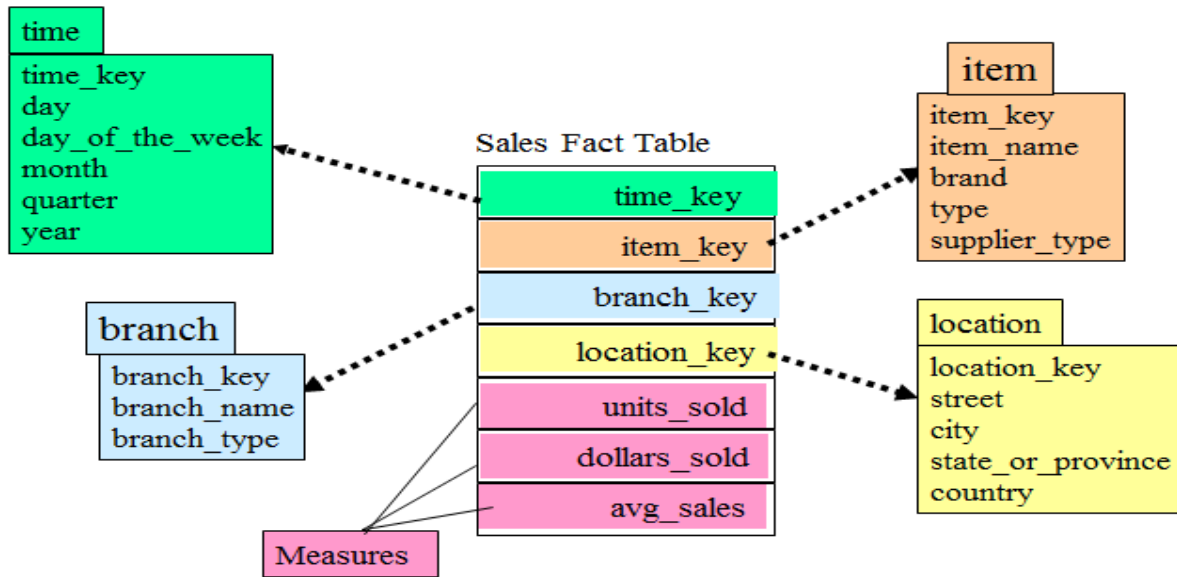 time
time_key
day
day_of_the_week
month
quarter
year
item
item_key
item_name
brand
type
supplier_type
Sales Fact Table
time_key
item_key
branch_key
location_key
units_sold
dollars_sold
avg_sales
branch
branch_key
branch_name
branch_type
location
location_key
street
city
state_or_province
country
Measures